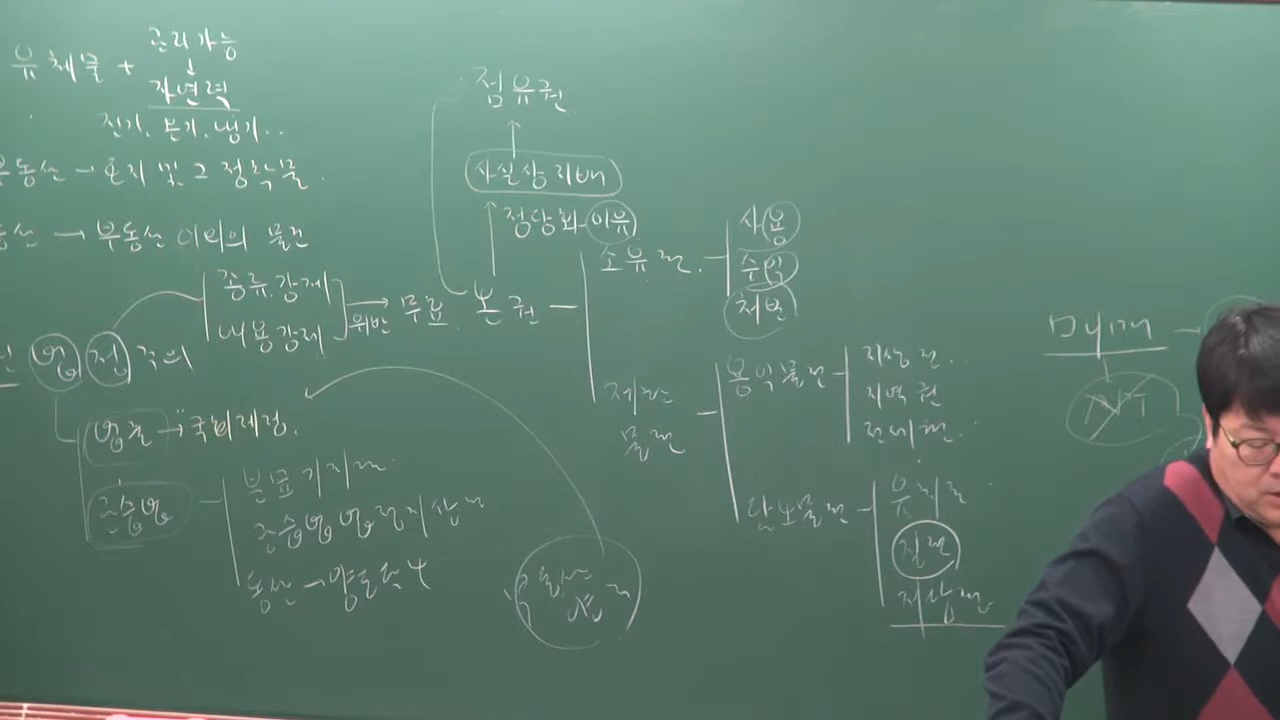 유체물 + 관리가능
↓
자연력
전기. 온기. 냉기..
부동산 → 토지 및 그 정착물.
동산 → 부동산 이외의 물건
종류강제
내용강제
위반 → 무효.
법정주의
법률 → 국회제정.
관습법
분묘기지권
관습법법정지상권
동산 → 양도담보
점유권
↑
사실상지배
정당화 이유
↑
본권
소유권.
사용
수익
처분
제한
물권
용익물권
지상권.
지역권
전세권.
담보물권
유치권
질권
저당권